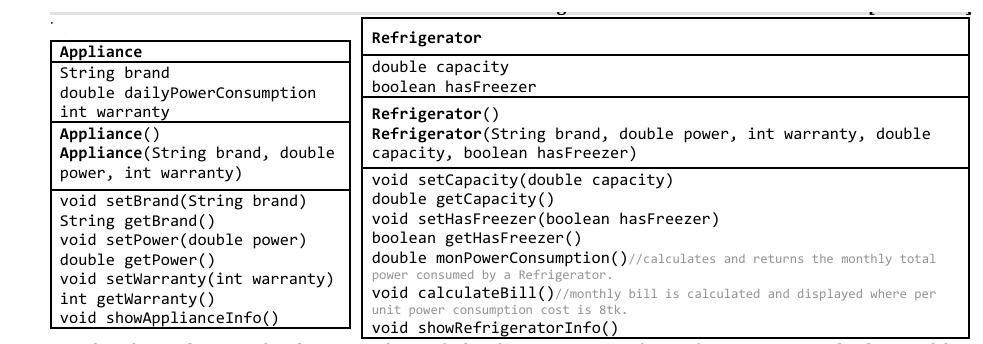 Appliance
String brand
double dailyPowerConsumption
int warranty
Appliance()
Appliance(String brand, double
power, int warranty)
void setBrand(String brand)
String getBrand()
void setPower(double power)
double getPower()
void setWarranty(int warranty)
int getWarranty()
void showApplianceInfo()
Refrigerator
double capacity
boolean hasFreezer
Refrigerator()
Refrigerator(String brand, double power, int warranty, double
capacity, boolean hasFreezer)
void setCapacity(double capacity)
double getCapacity()
void setHasFreezer(boolean hasFreezer)
boolean getHasFreezer()
double monPowerConsumption()//calculates and returns the monthly total
power consumed by a Refrigerator.
void calculateBill()//monthly bill is calculated and displayed where per
unit power consumption cost is 8tk.
void showRefrigeratorInfo()